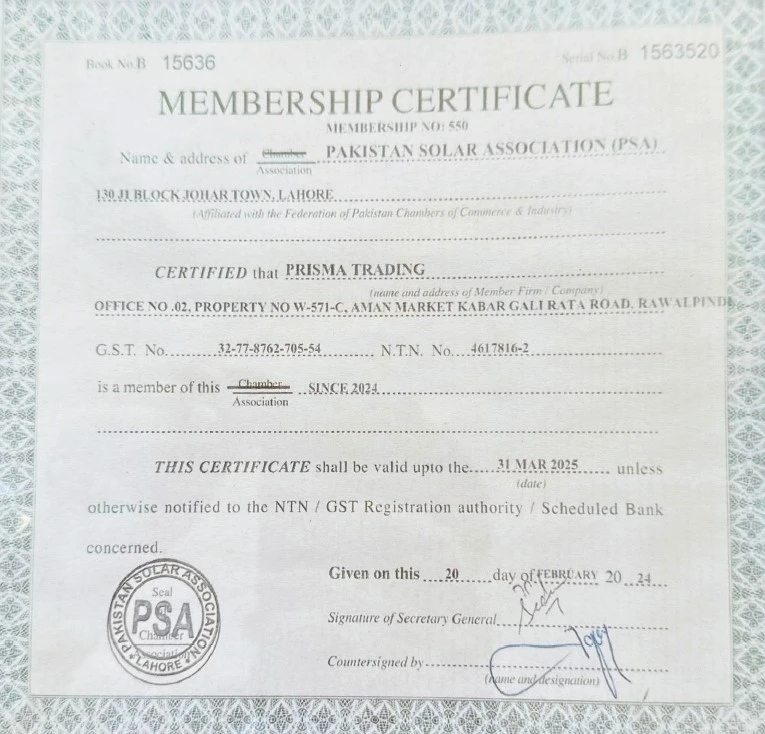 Book No.B 15636
Serial No.B 1563520
MEMBERSHIP CERTIFICATE
MEMBERSHIP NO: 550
Name & address of Chamber PAKISTAN SOLAR ASSOCIATION (PSA)
Association
130 J1 BLOCK JOHAR TOWN, LAHORE
(Affiliated with the Federation of Pakistan Chambers of Commerce & Industry)
CERTIFIED that PRISMA TRADING
(name and address of Member Firm / Company)
OFFICE NO .02, PROPERTY NO W-571-C, AMAN MARKET KABAR GALI RATA ROAD, RAWALPINDI
G.S.T. No. 32-77-8762-705-54 N.T.N. No. 4617816-2
is a member of this Chamber SINCE 2024
Association
THIS CERTIFICATE shall be valid upto the 31 MAR 2025 unless
(date)
otherwise notified to the NTN / GST Registration authority / Scheduled Bank
concerned.
Given on this 20 day of FEBRUARY 20 24
Signature of Secretary General
Countersigned by
(name and designation)
PAKISTAN SOLAR ASSOCIATION
Seal
PSA
Chamber
Association
LAHORE